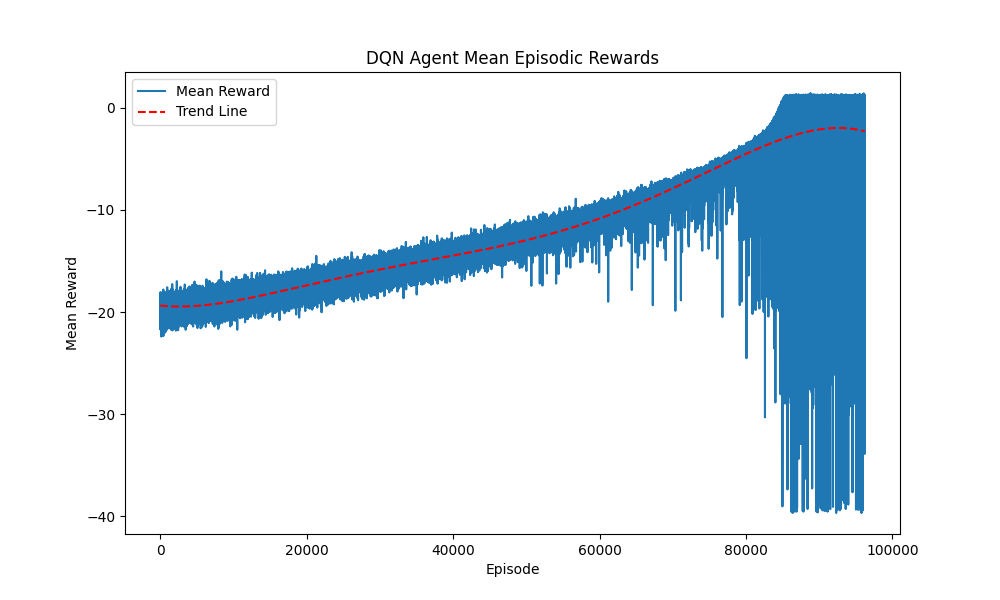 DQN Agent Mean Episodic Rewards
Mean Reward
Trend Line
0
−10
−20
−30
−40
Mean Reward
0 20000 40000 60000 80000 100000
Episode